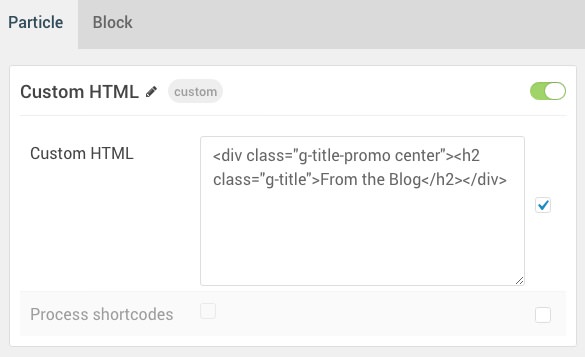 Particle Block
Custom HTML custom
Custom HTML
<div class="g-title-promo center"><h2
class="g-title">From the Blog</h2></div>
Process shortcodes